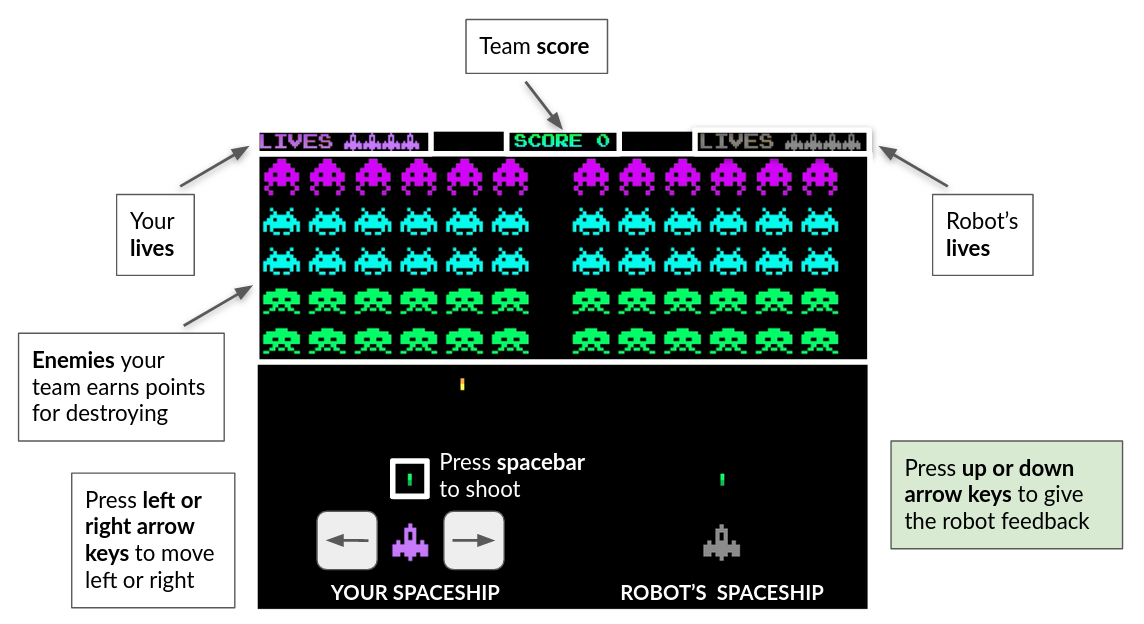 Team score
LIVES
SCORE 0
LIVES
Your
lives
Robot's
lives
Enemies your
team earns points
for destroying
Press spacebar
to shoot
Press up or down
arrow keys to give
the robot feedback
Press left or
right arrow
keys to move
left or right
YOUR SPACESHIP
ROBOT'S SPACESHIP